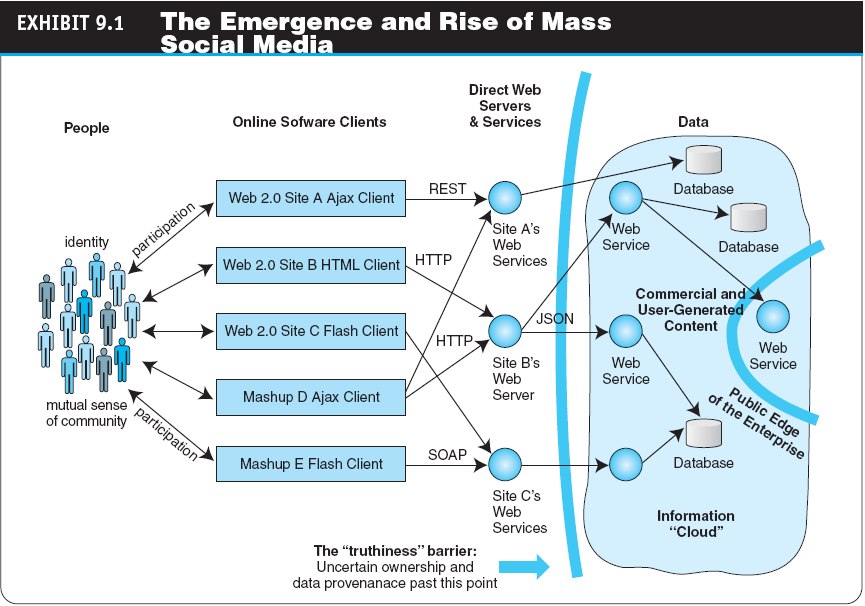 EXHIBIT 9.1
The Emergence and Rise of Mass
Social Media
People
Online Sofware Clients
Direct Web
Servers
& Services
Data
identity
mutual sense
of community
participation
participation
Web 2.0 Site A Ajax Client
Web 2.0 Site B HTML Client
Web 2.0 Site C Flash Client
Mashup D Ajax Client
Mashup E Flash Client
REST
HTTP
HTTP
SOAP
Site A’s
Web
Services
Site B’s
Web
Server
Site C’s
Web
Services
JSON
Database
Web
Service
Database
Commercial and
User-Generated
Content
Web
Service
Web
Service
Public Edge
of the Enterprise
Database
Information
“Cloud”
The “truthiness” barrier:
Uncertain ownership and
data provenanace past this point